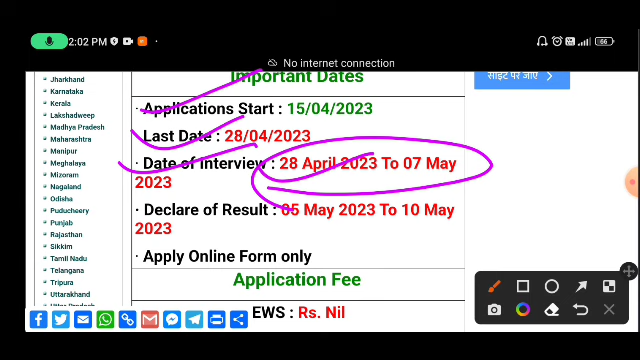 2:02 PM
66
No internet connection
Important Dates
साइट पर जाएं
Jharkhand
Karnataka
Kerala
Lakshadweep
Madhya Pradesh
Maharashtra
Manipur
Meghalaya
Mizoram
Nagaland
Odisha
Puducheery
Punjab
Rajasthan
Sikkim
Tamil Nadu
Telangana
Tripura
Uttarakhand
Uttar Pradesh
· Applications Start : 15/04/2023
· Last Date : 28/04/2023
· Date of Interview : 28 April 2023 To 07 May
2023
· Declare of Result : 05 May 2023 To 10 May
2023
· Apply Online Form only
Application Fee
EWS : Rs. Nil